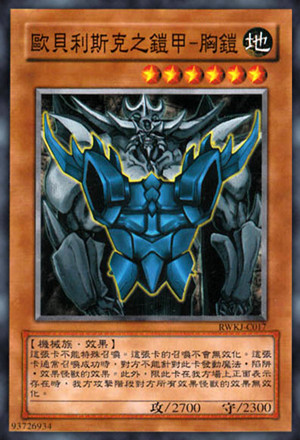 歐貝利斯克之鎧甲-胸鎧
地
RWKJ-C017
【機械族・效果】
這張卡不能特殊召喚。這張卡的召喚不會無效化。這張
卡通常召喚成功時，對方不能針對此卡發動魔法・陷阱
・效果怪獸的效果。此外，限此卡在我方場上正面表示
存在時，我方攻擊階段對方所有效果怪獸的效果無效
化。
攻/2700 守/2300
93726934